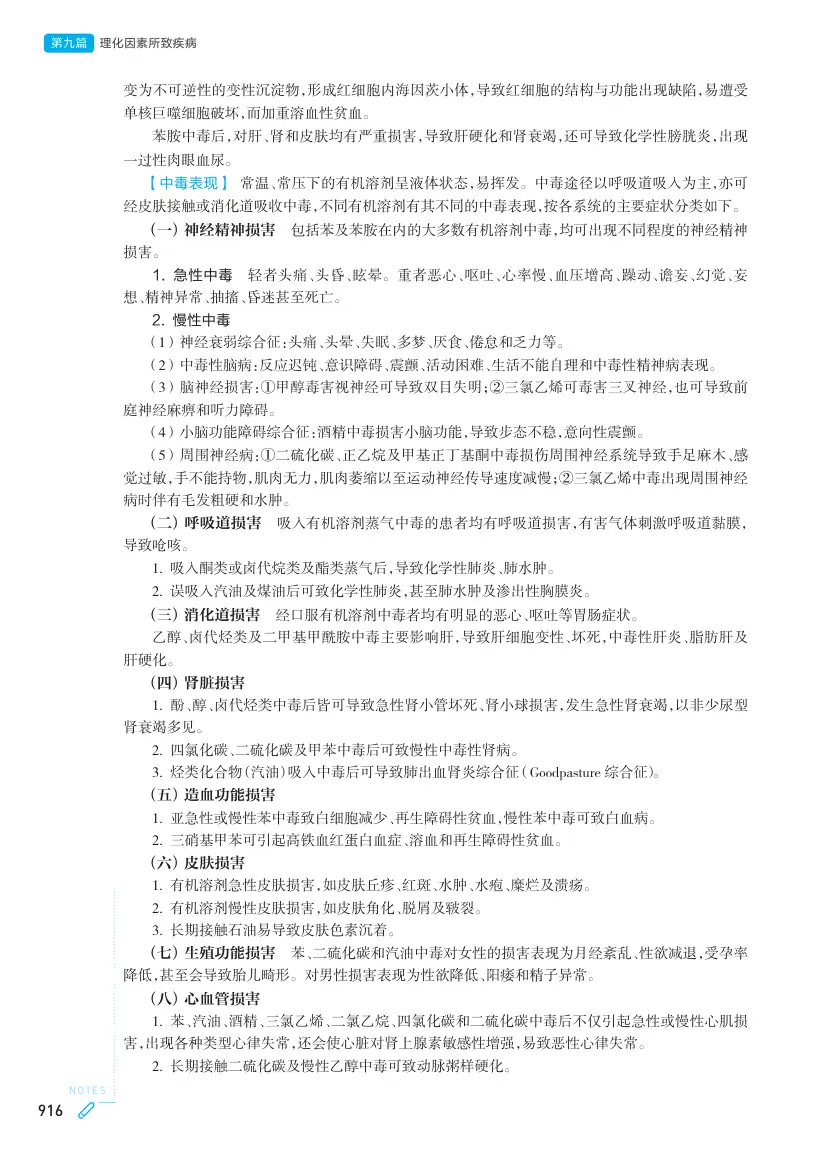 第九篇 理化因素所致疾病
变为不可逆性的变性沉淀物,形成红细胞内海因茨小体,导致红细胞的结构与功能出现缺陷,易遭受
单核巨噬细胞破坏,而加重溶血性贫血。
苯胺中毒后,对肝、肾和皮肤均有严重损害,导致肝硬化和肾衰竭,还可导致化学性膀胱炎,出现
一过性肉眼血尿。
【中毒表现】 常温、常压下的有机溶剂呈液体状态,易挥发。中毒途径以呼吸道吸入为主,亦可
经皮肤接触或消化道吸收中毒,不同有机溶剂有其不同的中毒表现,按各系统的主要症状分类如下。
(一)神经精神损害 包括苯及苯胺在内的大多数有机溶剂中毒,均可出现不同程度的神经精神
损害。
1. 急性中毒 轻者头痛、头昏、眩晕。重者恶心、呕吐、心率慢、血压增高、躁动、谵妄、幻觉、妄
想、精神异常、抽搐、昏迷甚至死亡。
2. 慢性中毒
(1)神经衰弱综合征:头痛、头晕、失眠、多梦、厌食、倦怠和乏力等。
(2)中毒性脑病:反应迟钝、意识障碍、震颤、活动困难、生活不能自理和中毒性精神病表现。
(3)脑神经损害:①甲醇毒害视神经可导致双目失明;②三氯乙烯可毒害三叉神经,也可导致前
庭神经麻痹和听力障碍。
(4)小脑功能障碍综合征:酒精中毒损害小脑功能,导致步态不稳,意向性震颤。
(5)周围神经病:①二硫化碳、正乙烷及甲基正丁基酮中毒损伤周围神经系统导致手足麻木、感
觉过敏,手不能持物,肌肉无力,肌肉萎缩以至运动神经传导速度减慢;②三氯乙烯中毒出现周围神经
病时伴有毛发粗硬和水肿。
(二)呼吸道损害 吸入有机溶剂蒸气中毒的患者均有呼吸道损害,有害气体刺激呼吸道黏膜,
导致呛咳。
1. 吸入酮类或卤代烷类及酯类蒸气后,导致化学性肺炎、肺水肿。
2. 误吸入汽油及煤油后可致化学性肺炎,甚至肺水肿及渗出性胸膜炎。
(三)消化道损害 经口服有机溶剂中毒者均有明显的恶心、呕吐等胃肠症状。
乙醇、卤代烃类及二甲基甲酰胺中毒主要影响肝,导致肝细胞变性、坏死,中毒性肝炎、脂肪肝及
肝硬化。
(四)肾脏损害
1. 酚、醇、卤代烃类中毒后皆可导致急性肾小管坏死、肾小球损害,发生急性肾衰竭,以非少尿型
肾衰竭多见。
2. 四氯化碳、二硫化碳及甲苯中毒后可致慢性中毒性肾病。
3. 烃类化合物(汽油)吸入中毒后可导致肺出血肾炎综合征(Goodpasture 综合征)。
(五)造血功能损害
1. 亚急性或慢性苯中毒致白细胞减少、再生障碍性贫血,慢性苯中毒可致白血病。
2. 三硝基甲苯可引起高铁血红蛋白血症、溶血和再生障碍性贫血。
(六)皮肤损害
1. 有机溶剂急性皮肤损害,如皮肤丘疹、红斑、水肿、水疱、糜烂及溃疡。
2. 有机溶剂慢性皮肤损害,如皮肤角化、脱屑及皲裂。
3. 长期接触石油易导致皮肤色素沉着。
(七)生殖功能损害 苯、二硫化碳和汽油中毒对女性的损害表现为月经紊乱、性欲减退,受孕率
降低,甚至会导致胎儿畸形。对男性损害表现为性欲降低、阳痿和精子异常。
(八)心血管损害
1. 苯、汽油、酒精、三氯乙烯、二氯乙烷、四氯化碳和二硫化碳中毒后不仅引起急性或慢性心肌损
害,出现各种类型心律失常,还会使心脏对肾上腺素敏感性增强,易致恶性心律失常。
2. 长期接触二硫化碳及慢性乙醇中毒可致动脉粥样硬化。
NOTES
916